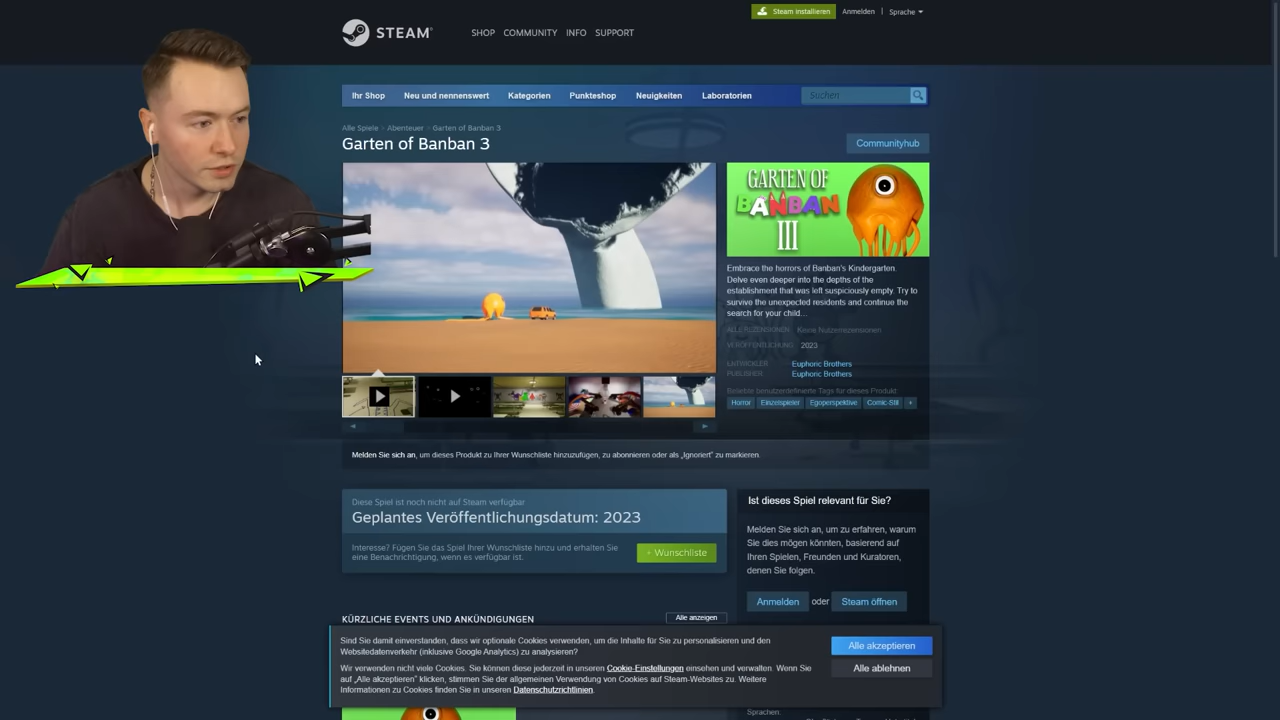 Steam installieren
Anmelden
Sprache
STEAM
SHOP COMMUNITY INFO SUPPORT
Ihr Shop
Neu und nennenswert
Kategorien
Punkteshop
Neuigkeiten
Laboratorien
Suchen
Alle Spiele › Abenteuer › Garten of Banban 3
Garten of Banban 3
Communityhub
GARTEN OF
BANBAN
III
Embrace the horrors of Banban's Kindergarten.
Delve even deeper into the depths of the
establishment that was left suspiciously empty. Try to
survive the unexpected residents and continue the
search for your child...
ALLE REZENSIONEN: Keine Nutzerrezensionen
VERÖFFENTLICHUNG: 2023
ENTWICKLER: Euphoric Brothers
PUBLISHER: Euphoric Brothers
Beliebte benutzerdefinierte Tags für dieses Produkt:
Horror
Einzelspieler
Egoperspektive
Comic-Stil
+
Melden Sie sich an, um dieses Produkt zu Ihrer Wunschliste hinzuzufügen, zu abonnieren oder als „Ignoriert" zu markieren.
Diese Spiel ist noch nicht auf Steam verfügbar
Geplantes Veröffentlichungsdatum: 2023
Interesse? Fügen Sie das Spiel Ihrer Wunschliste hinzu und erhalten Sie
eine Benachrichtigung, wenn es verfügbar ist.
+ Wunschliste
Ist dieses Spiel relevant für Sie?
Melden Sie sich an, um zu erfahren, warum
Sie dies mögen könnten, basierend auf
Ihren Spielen, Freunden und Kuratoren,
denen Sie folgen.
Anmelden oder Steam öffnen
KÜRZLICHE EVENTS UND ANKÜNDIGUNGEN
Alle anzeigen
Sind Sie damit einverstanden, dass wir optionale Cookies verwenden, um die Inhalte für Sie zu personalisieren und den
Websitedatenverkehr (inklusive Google Analytics) zu analysieren?
Wir verwenden nicht viele Cookies. Sie können diese jederzeit in unseren Cookie-Einstellungen einsehen und verwalten. Wenn Sie
auf „Alle akzeptieren" klicken, stimmen Sie der allgemeinen Verwendung von Cookies auf Steam-Websites zu. Weitere
Informationen zu Cookies finden Sie in unseren Datenschutzrichtlinien.
Alle akzeptieren
Alle ablehnen
Sprachen: